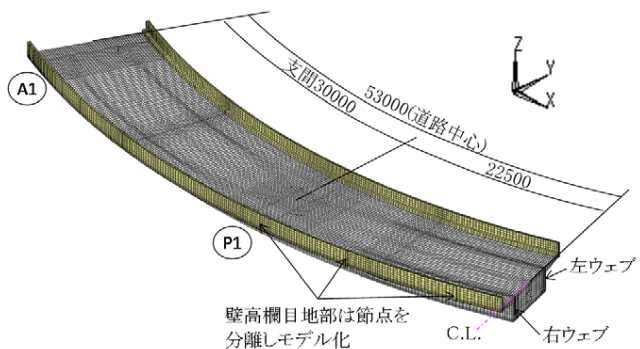 A1
支間30000
53000(道路中心)
22500
Z
Y
X
P1
左ウェブ
壁高欄目地部は節点を
分離しモデル化
C.L.
右ウェブ